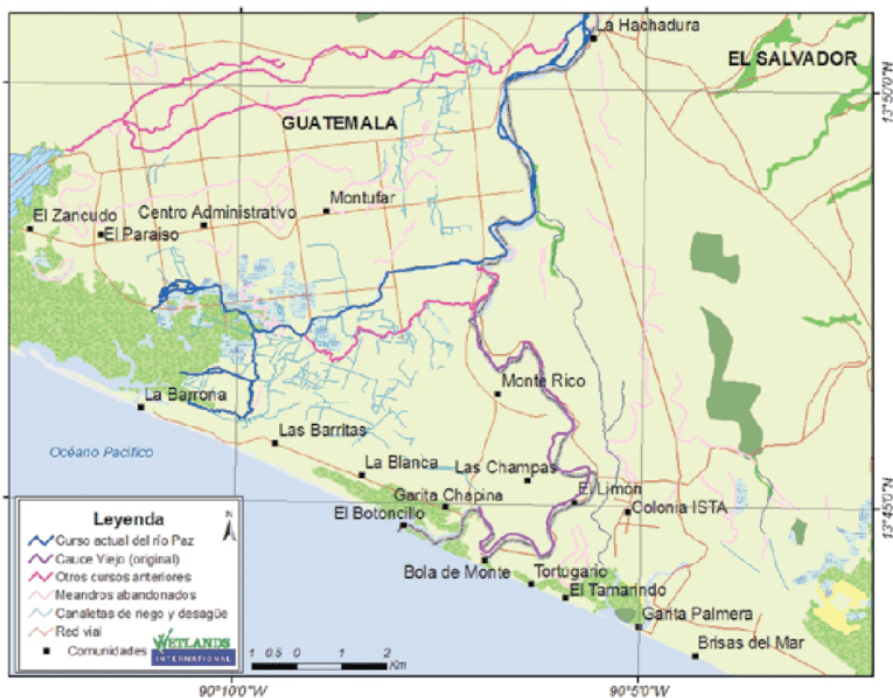 La Hachadura
EL SALVADOR
13°50'0"N
GUATEMALA
Montufar
Centro Administrativo
El Zancudo
El Paraiso
Monte Rico
La Barrona
Las Barritas
Océano Pacifico
La Blanca
Las Champas
Garita Chapina
El Limón
El Botoncillo
Colonia ISTA
13°45'0"N
Bola de Monte
Tortugario
El Tamarindo
Ganta Palmera
Brisas del Mar
Leyenda
N
Curso actual del río Paz
Cauce Viejo (original)
Otros cursos anteriores
Meandros abandonados
Canaletas de riego y desagüe
Red vial
Comunidades
WETLANDS
INTERNATIONAL
1 0.5 0 1 2
Km
90°10'0"W
90°5'0"W